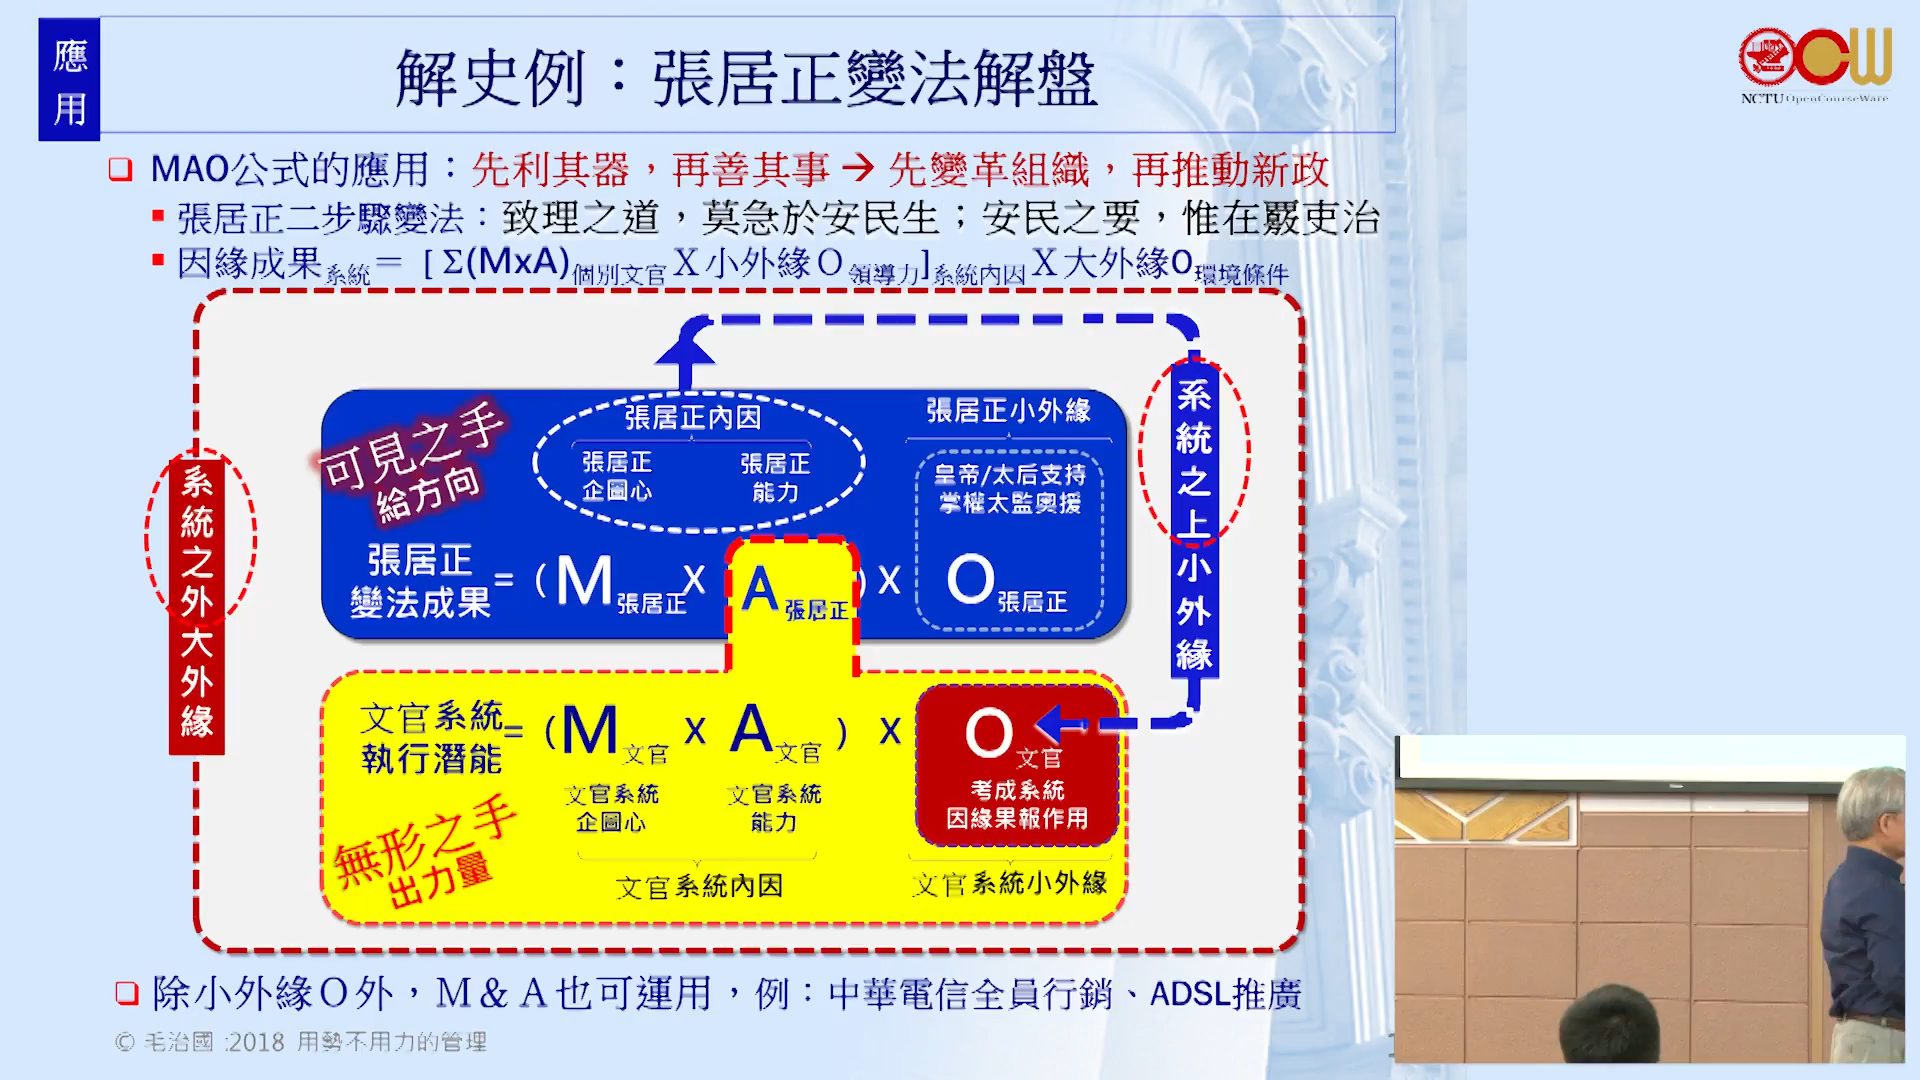 應用
解史例：張居正變法解盤
NCTU OpenCourseWare
MAO公式的應用：先利其器，再善其事→先變革組織，再推動新政
張居正二步驟變法：致理之道，莫急於安民生；安民之要，惟在覈吏治
因緣成果系統＝［Σ(MxA)個別文官Ｘ小外緣Ｏ領導力]系統內因Ｘ大外緣O環境條件
系統之外大外緣
可見之手
給方向
張居正內因
張居正企圖心
張居正能力
張居正小外緣
皇帝/太后支持
掌權太監奧援
張居正變法成果 = (M張居正 X A張居正) X O張居正
系統之上小外緣
文官系統執行潛能 = (M文官 X A文官) X O文官
文官系統企圖心
文官系統能力
考成系統
因緣果報作用
無形之手
出力量
文官系統內因
文官系統小外緣
除小外緣Ｏ外，Ｍ＆Ａ也可運用，例：中華電信全員行銷、ADSL推廣
© 毛治國 :2018 用勢不用力的管理